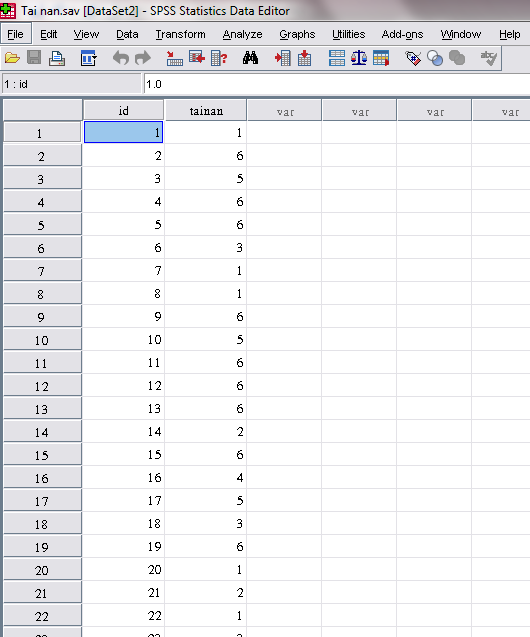 Tai nan.sav [DataSet2] - SPSS Statistics Data Editor
File Edit View Data Transform Analyze Graphs Utilities Add-ons Window Help
1 : id 1.0
id tainan var var var var
1 1 1
2 2 6
3 3 5
4 4 6
5 5 6
6 6 3
7 7 1
8 8 1
9 9 6
10 10 5
11 11 6
12 12 6
13 13 6
14 14 2
15 15 6
16 16 4
17 17 5
18 18 3
19 19 6
20 20 1
21 21 2
22 22 1